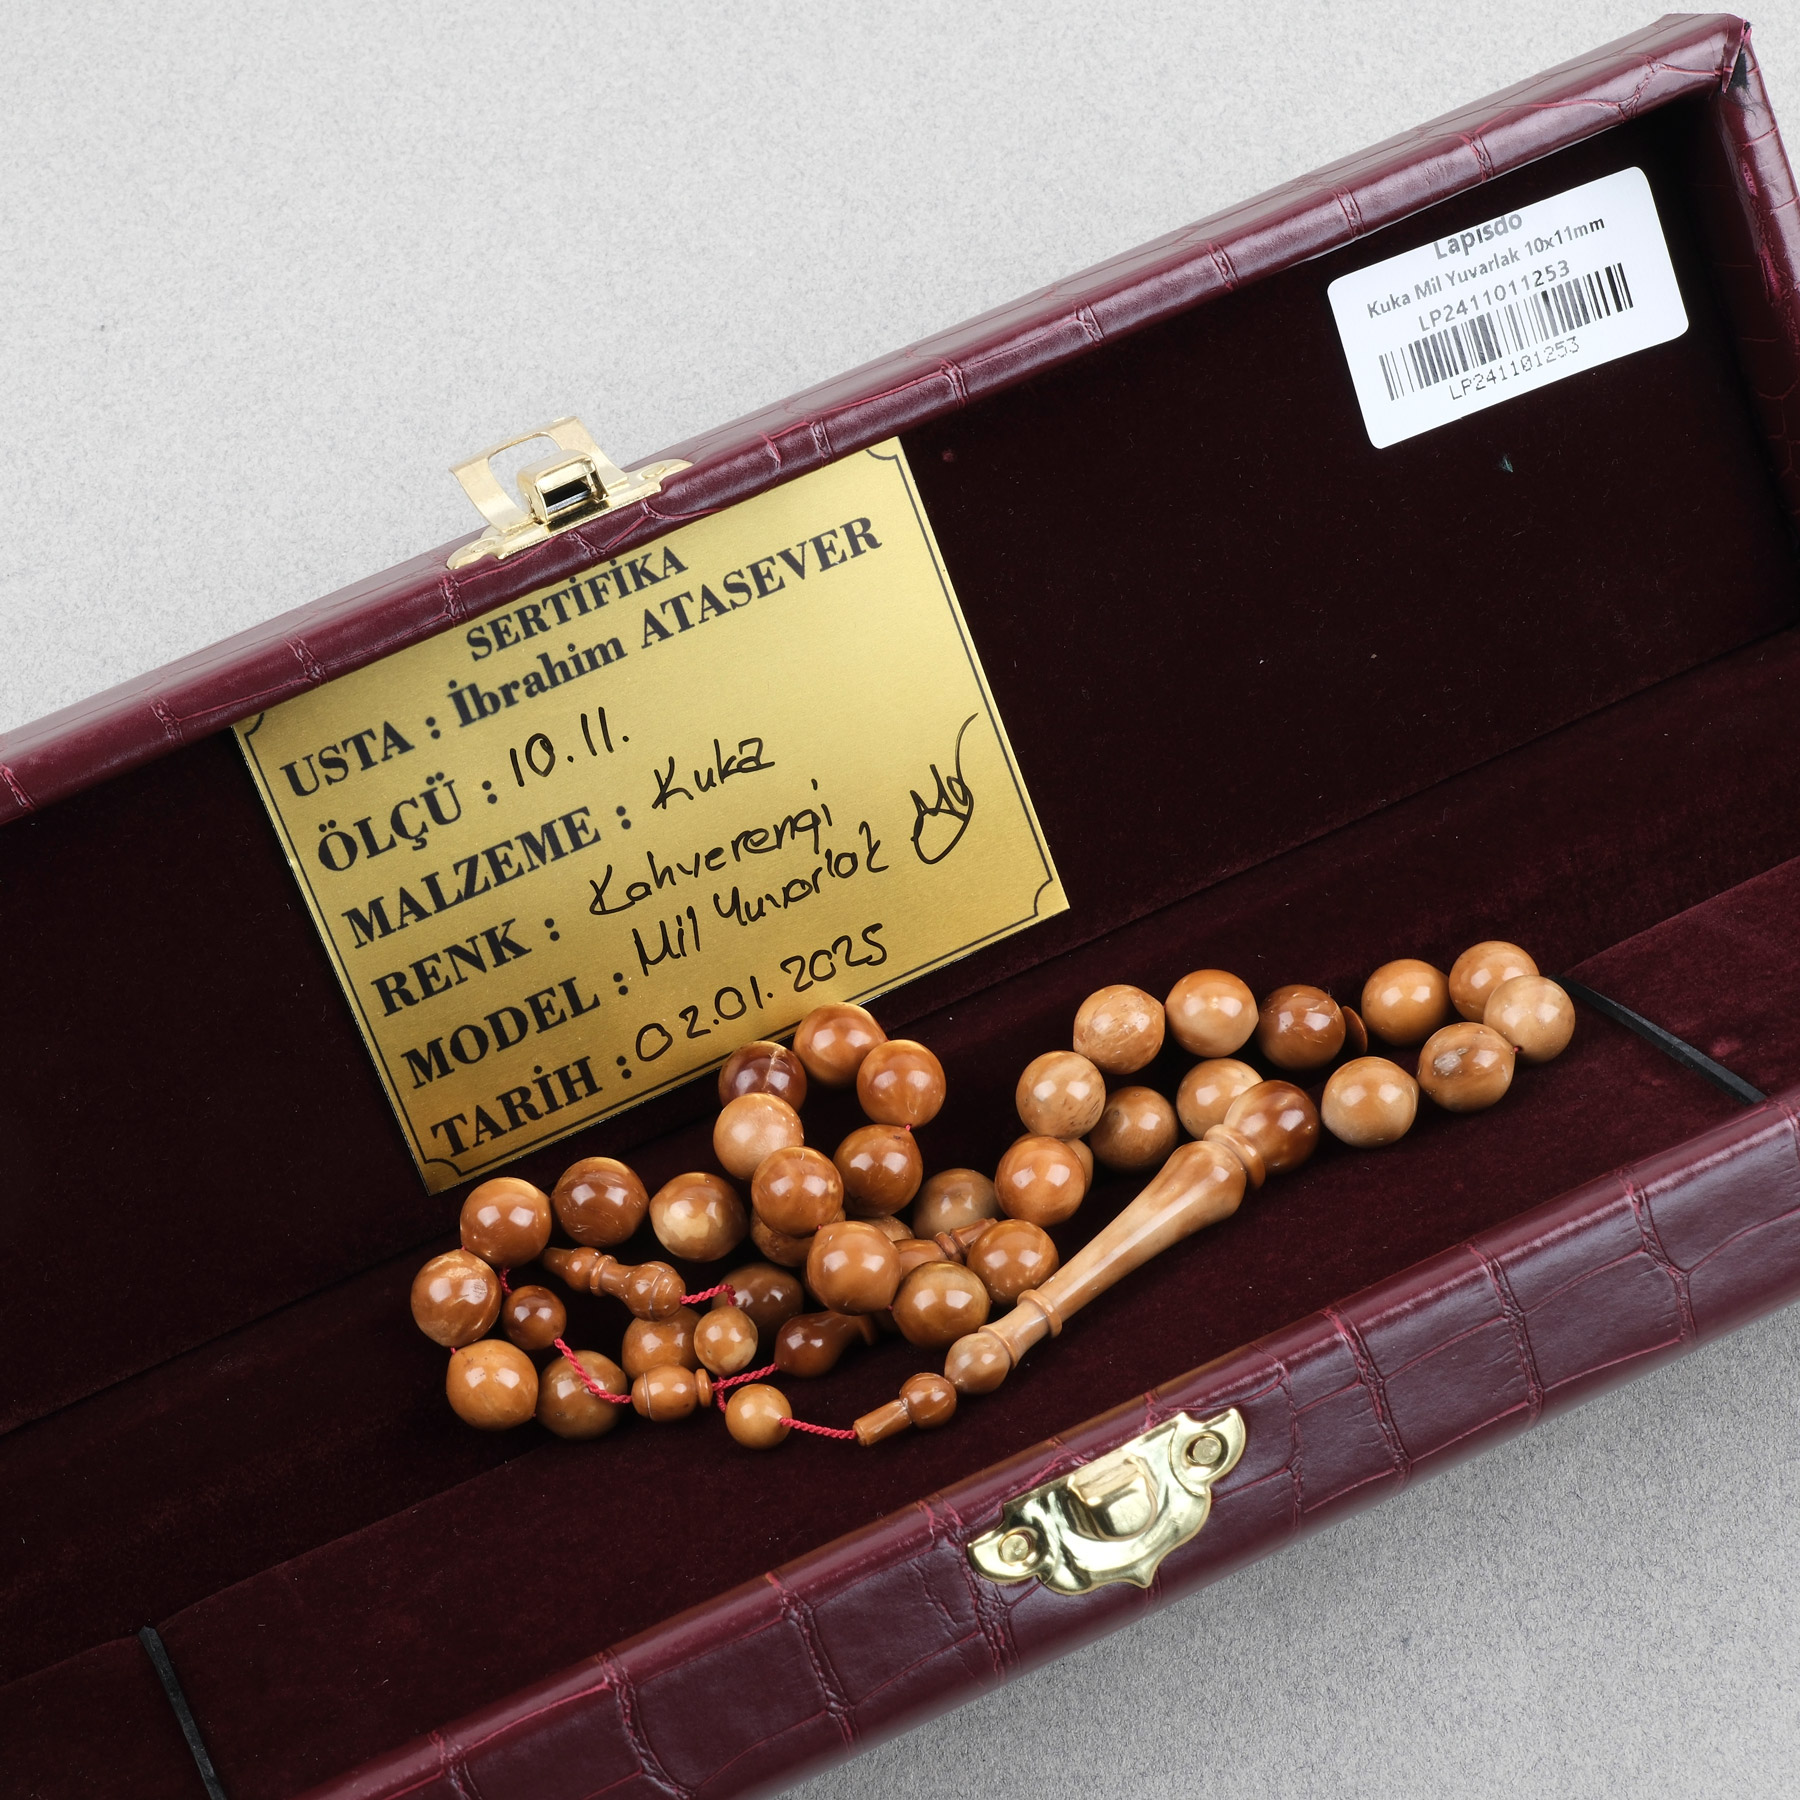 SERTİFİKA
USTA : İbrahim ATASEVER
ÖLÇÜ : 10.11.
MALZEME : Kuka
RENK : Kahverengi
MODEL : Mil Yuvarlak
TARİH : 02.01.2025
Lapisdo
Kuka Mil Yuvarlak 10x11mm
LP2411011253
LP241101253